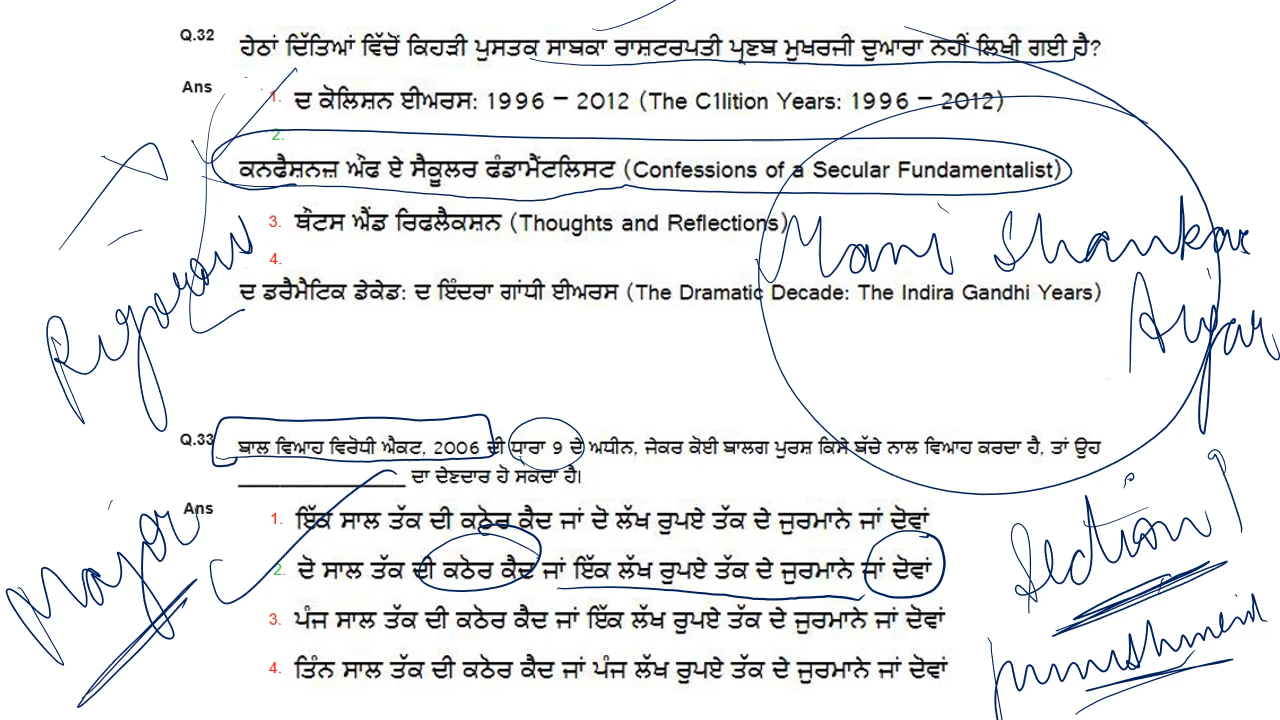 Q.32 ਹੇਠਾਂ ਦਿੱਤਿਆਂ ਵਿੱਚੋਂ ਕਿਹੜੀ ਪੁਸਤਕ ਸਾਬਕਾ ਰਾਸ਼ਟਰਪਤੀ ਪ੍ਰਣਬ ਮੁਖਰਜੀ ਦੁਆਰਾ ਨਹੀਂ ਲਿਖੀ ਗਈ ਹੈ?
Ans 1. ਦ ਕੋਲਿਸ਼ਨ ਈਅਰਸ: 1996 – 2012 (The C1lition Years: 1996 – 2012)
2.
ਕਨਫੈਸ਼ਨਜ਼ ਔਫ ਏ ਸੈਕੂਲਰ ਫੰਡਾਮੈਂਟਲਿਸਟ (Confessions of a Secular Fundamentalist)
3. ਥੌਟਸ ਐਂਡ ਰਿਫਲੈਕਸ਼ਨ (Thoughts and Reflections)
Mani Shankar
Rigorous
4.
ਦ ਡਰੈਮੈਟਿਕ ਡੇਕੇਡ: ਦ ਇੰਦਰਾ ਗਾਂਧੀ ਈਅਰਸ (The Dramatic Decade: The Indira Gandhi Years)
Aiyar
Q.33 ਬਾਲ ਵਿਆਹ ਵਿਰੋਧੀ ਐਕਟ, 2006 ਦੀ ਧਾਰਾ 9 ਦੇ ਅਧੀਨ, ਜੇਕਰ ਕੋਈ ਬਾਲਗ ਪੁਰਸ਼ ਕਿਸੇ ਬੱਚੇ ਨਾਲ ਵਿਆਹ ਕਰਦਾ ਹੈ, ਤਾਂ ਉਹ
_______________ ਦਾ ਦੇਣਦਾਰ ਹੋ ਸਕਦਾ ਹੈ।
Ans 1. ਇੱਕ ਸਾਲ ਤੱਕ ਦੀ ਕਠੋਰ ਕੈਦ ਜਾਂ ਦੋ ਲੱਖ ਰੁਪਏ ਤੱਕ ਦੇ ਜੁਰਮਾਨੇ ਜਾਂ ਦੋਵਾਂ
Section 9
Major
2. ਦੋ ਸਾਲ ਤੱਕ ਦੀ ਕਠੋਰ ਕੈਦ ਜਾਂ ਇੱਕ ਲੱਖ ਰੁਪਏ ਤੱਕ ਦੇ ਜੁਰਮਾਨੇ ਜਾਂ ਦੋਵਾਂ
3. ਪੰਜ ਸਾਲ ਤੱਕ ਦੀ ਕਠੋਰ ਕੈਦ ਜਾਂ ਇੱਕ ਲੱਖ ਰੁਪਏ ਤੱਕ ਦੇ ਜੁਰਮਾਨੇ ਜਾਂ ਦੋਵਾਂ
punishment
4. ਤਿੰਨ ਸਾਲ ਤੱਕ ਦੀ ਕਠੋਰ ਕੈਦ ਜਾਂ ਪੰਜ ਲੱਖ ਰੁਪਏ ਤੱਕ ਦੇ ਜੁਰਮਾਨੇ ਜਾਂ ਦੋਵਾਂ